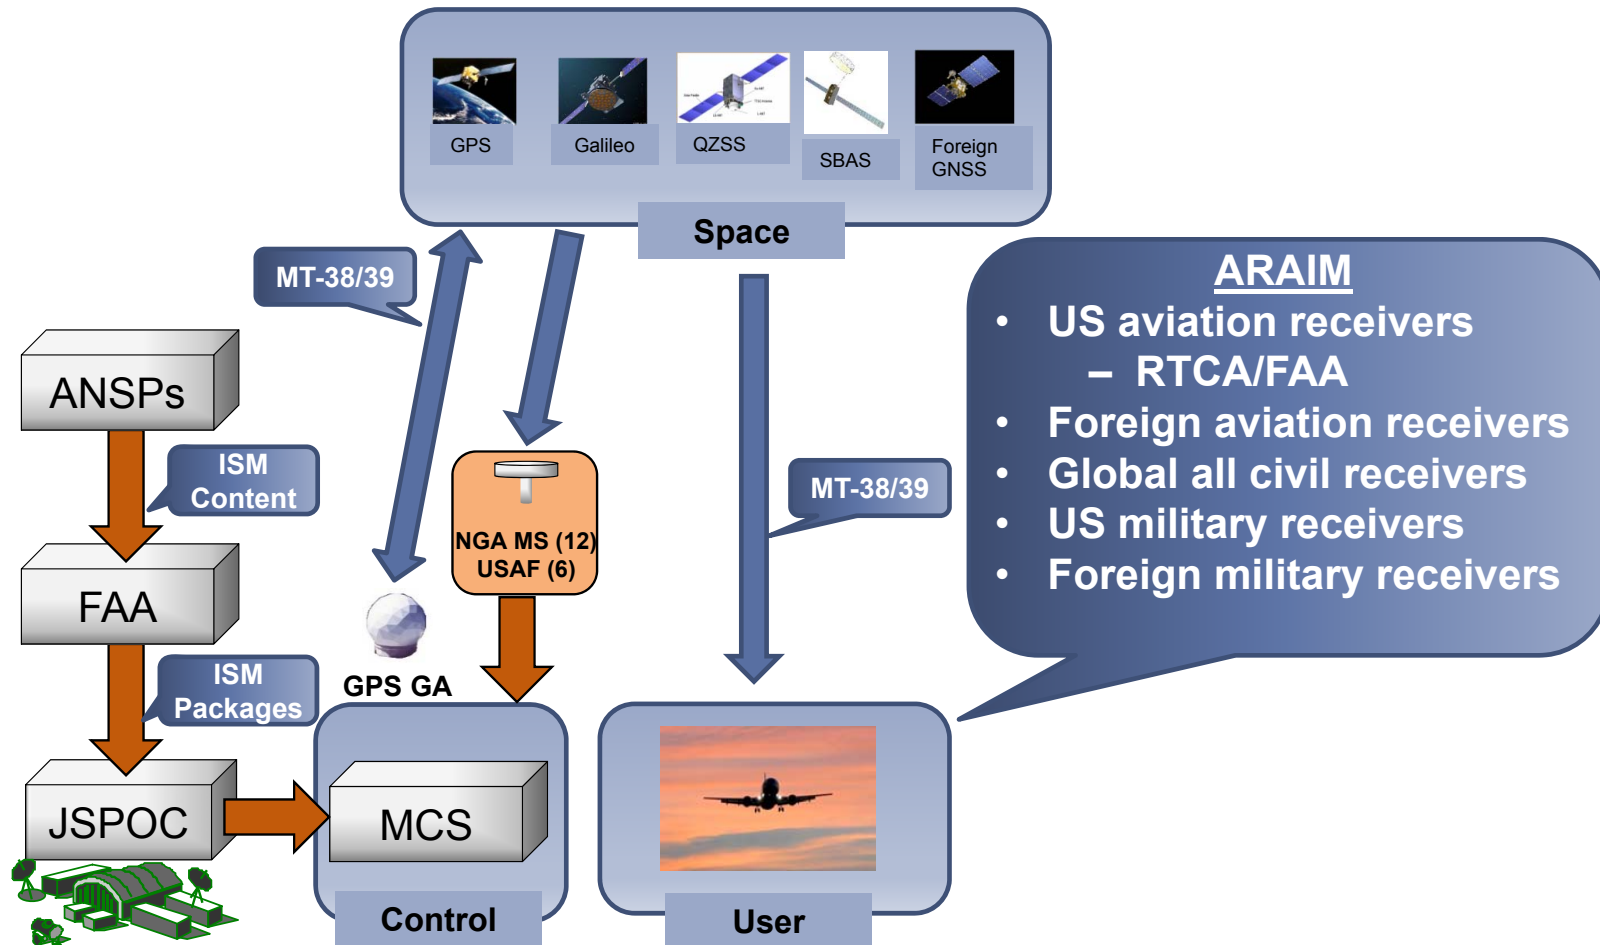 GPS
Galileo
QZSS
SBAS
Foreign
GNSS
Space
MT-38/39
ANSPs
ISM
Content
FAA
ISM
Packages
JSPOC
NGA MS (12)
USAF (6)
GPS GA
MCS
Control
MT-38/39
User
ARAIM
• US aviation receivers
– RTCA/FAA
• Foreign aviation receivers
• Global all civil receivers
• US military receivers
• Foreign military receivers